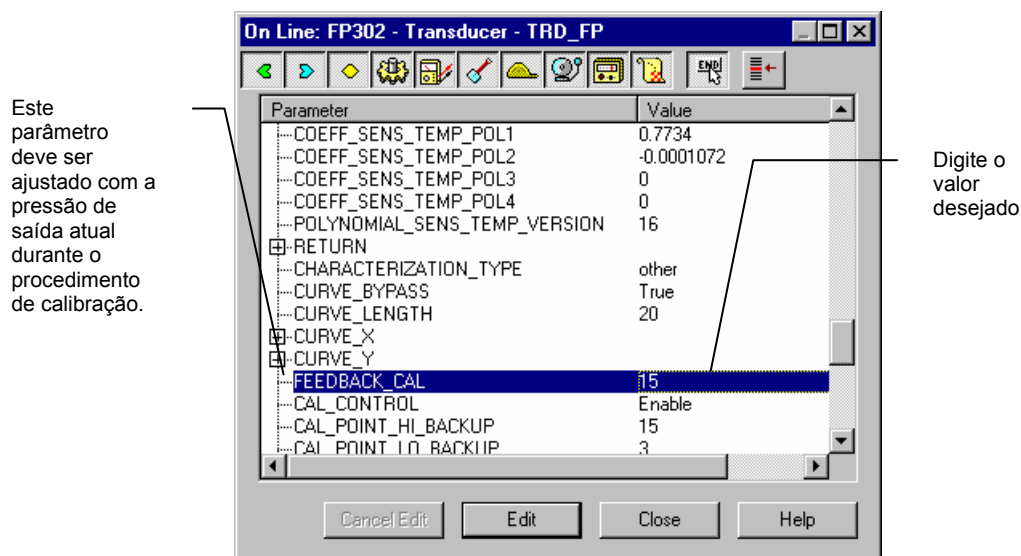 On Line: FP302 - Transducer - TRD_FP
END
Este
parâmetro
deve ser
ajustado com a
pressão de
saída atual
durante o
procedimento
de calibração.
Parameter Value
COEFF_SENS_TEMP_POL1 0.7734
COEFF_SENS_TEMP_POL2 -0.0001072
COEFF_SENS_TEMP_POL3 0
COEFF_SENS_TEMP_POL4 0
POLYNOMIAL_SENS_TEMP_VERSION 16
RETURN
CHARACTERIZATION_TYPE other
CURVE_BYPASS True
CURVE_LENGTH 20
CURVE_X
CURVE_Y
FEEDBACK_CAL 15
CAL_CONTROL Enable
CAL_POINT_HI_BACKUP 15
CAL_POINT_LO_BACKUP 3
Digite o
valor
desejado
Cancel Edit Edit Close Help